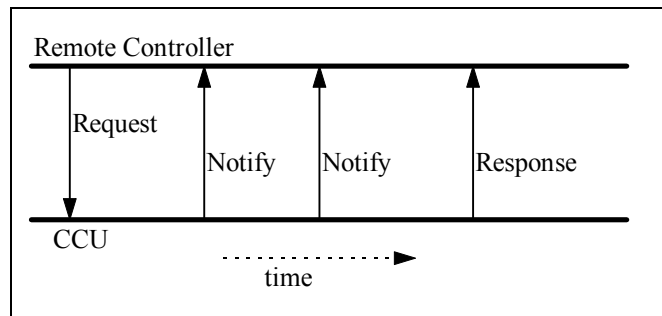 Remote Controller
Request
Notify
Notify
Response
CCU
time